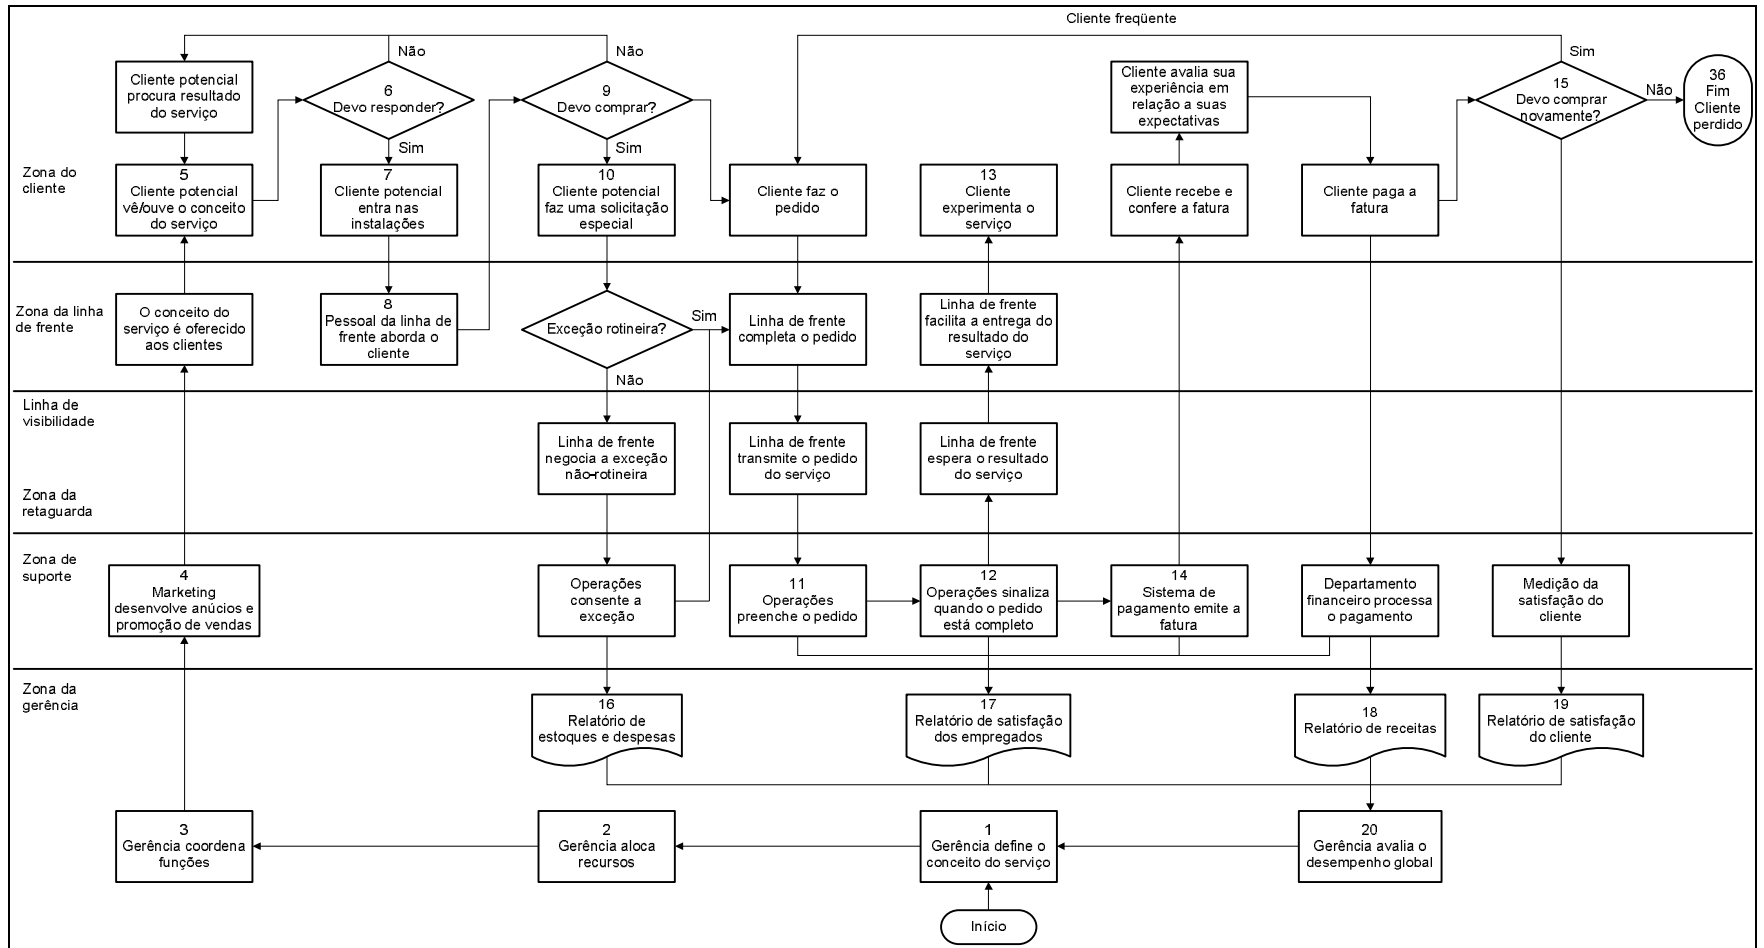 Cliente freqüente
Não
Não
Sim
Cliente potencial
procura resultado
do serviço
6
Devo responder?
9
Devo comprar?
Cliente avalia sua
experiência em
relação a suas
expectativas
15
Devo comprar
novamente?
Não
36
Fim
Cliente
perdido
Sim
Sim
Zona do
cliente
5
Cliente potencial
vê/ouve o conceito
do serviço
7
Cliente potencial
entra nas
instalações
10
Cliente potencial
faz uma solicitação
especial
Cliente faz o
pedido
13
Cliente
experimenta o
serviço
Cliente recebe e
confere a fatura
Cliente paga a
fatura
Zona da linha
de frente
O conceito do
serviço é oferecido
aos clientes
8
Pessoal da linha de
frente aborda o
cliente
Exceção rotineira?
Sim
Linha de frente
completa o pedido
Linha de frente
facilita a entrega do
resultado do
serviço
Não
Linha de
visibilidade
Linha de frente
negocia a exceção
não-rotineira
Linha de frente
transmite o pedido
do serviço
Linha de frente
espera o resultado
do serviço
Zona da
retaguarda
Zona de
suporte
4
Marketing
desenvolve anúcios e
promoção de vendas
Operações
consente a
exceção
11
Operações
preenche o pedido
12
Operações sinaliza
quando o pedido
está completo
14
Sistema de
pagamento emite a
fatura
Departamento
financeiro processa
o pagamento
Medição da
satisfação do
cliente
Zona da
gerência
16
Relatório de
estoques e despesas
17
Relatório de satisfação
dos empregados
18
Relatório de receitas
19
Relatório de satisfação
do cliente
3
Gerência coordena
funções
2
Gerência aloca
recursos
1
Gerência define o
conceito do serviço
20
Gerência avalia o
desempenho global
Início